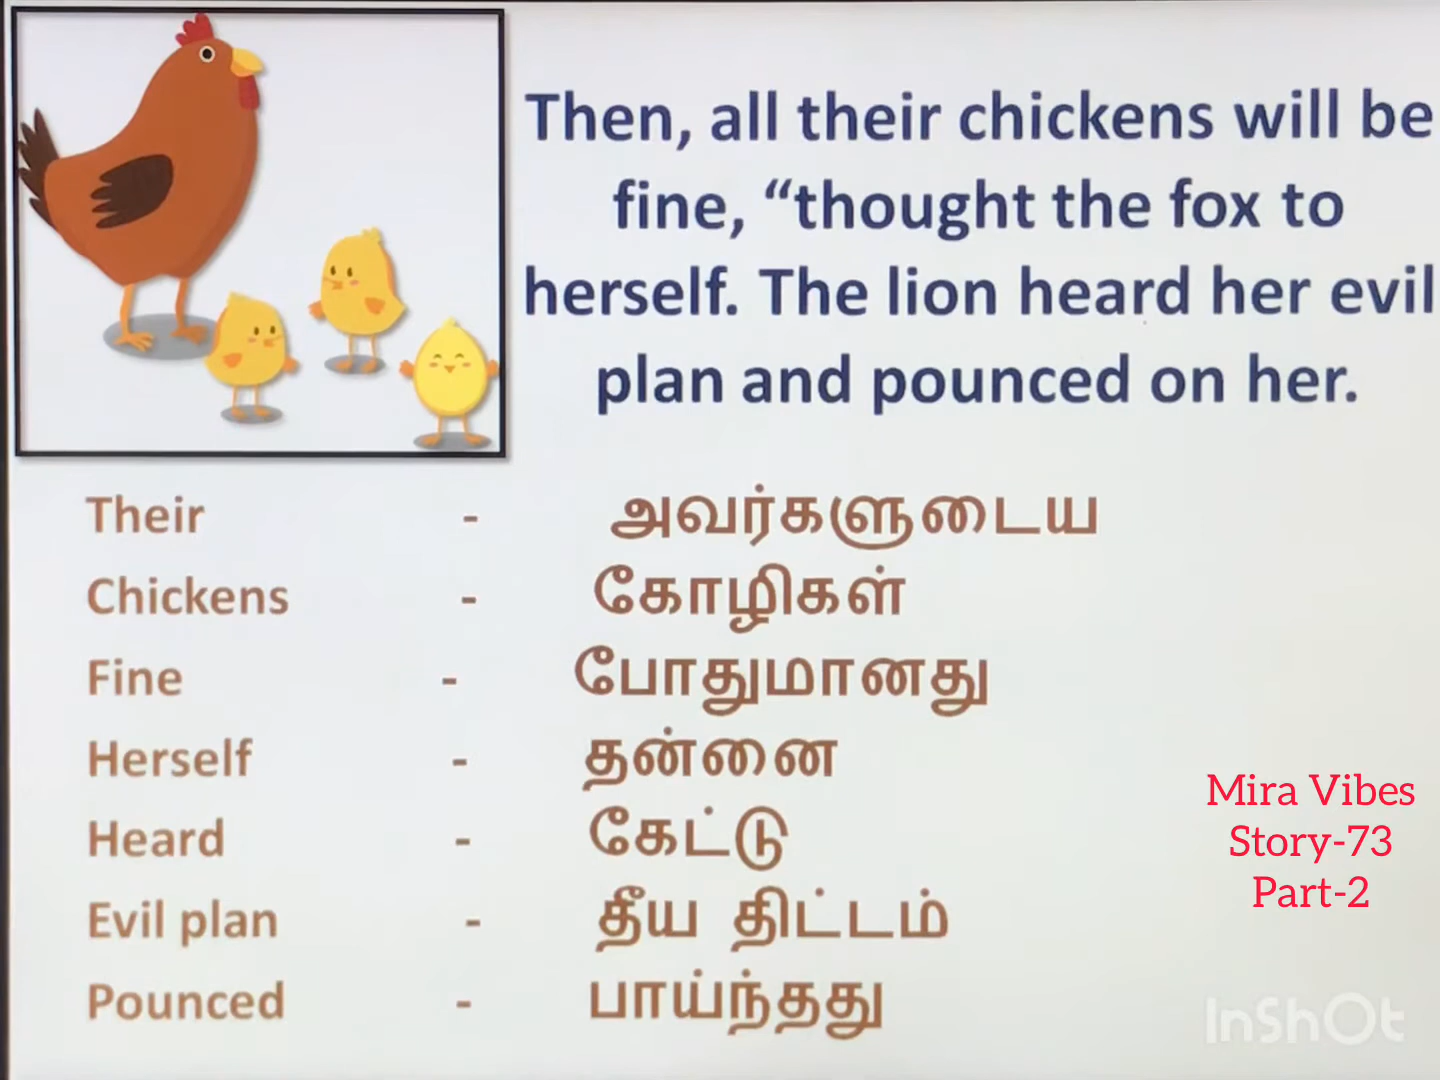 Then, all their chickens will be
fine, “thought the fox to
herself. The lion heard her evil
plan and pounced on her.
Their - அவர்களுடைய
Chickens - கோழிகள்
Fine - போதுமானது
Herself - தன்னை
Heard - கேட்டு
Evil plan - தீய திட்டம்
Pounced - பாய்ந்தது
Mira Vibes
Story-73
Part-2
InShOt